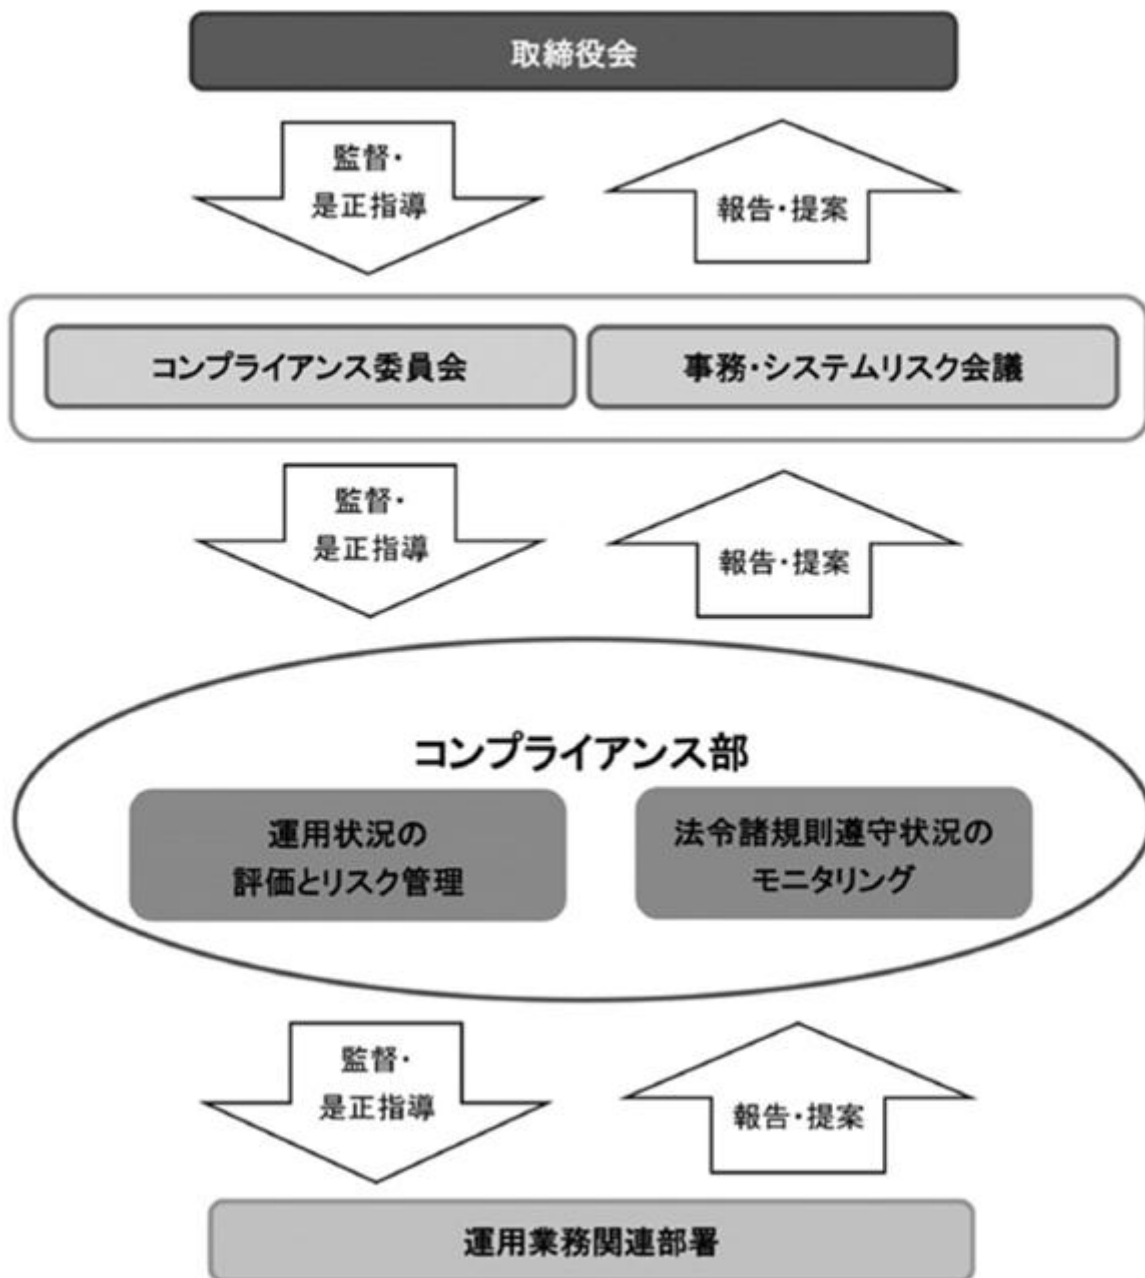 取締役会
監督・
是正指導
報告・提案
コンプライアンス委員会
事務・システムリスク会議
監督・
是正指導
報告・提案
コンプライアンス部
運用状況の
評価とリスク管理
法令諸規則遵守状況の
モニタリング
監督・
是正指導
報告・提案
運用業務関連部署